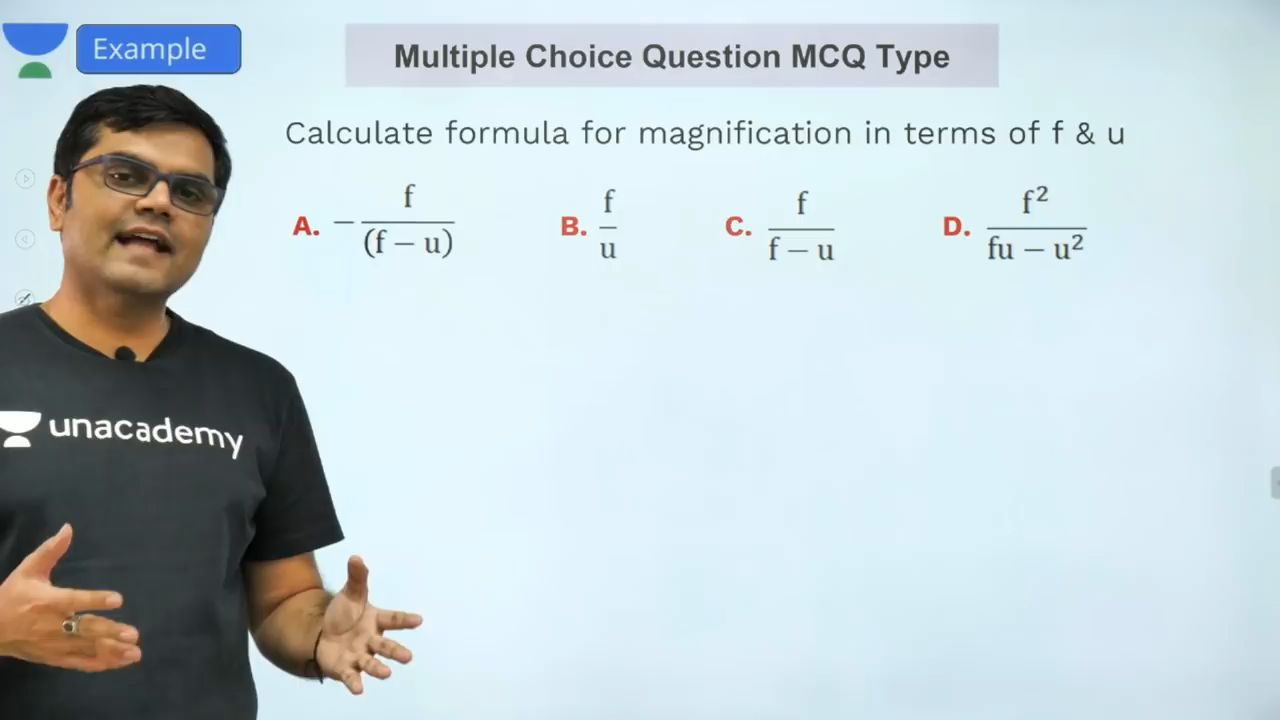 Example
Multiple Choice Question MCQ Type
Calculate formula for magnification in terms of f & u
A. −f/(f − u)
B. f/u
C. f/f − u
D. f²/fu − u²
unacademy